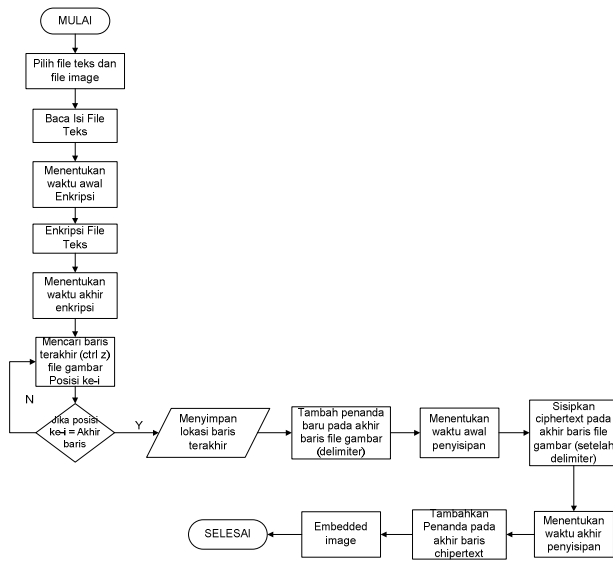 MULAI
Pilih file teks dan
file image
Baca Isi File
Teks
Menentukan
waktu awal
Enkripsi
Enkripsi File
Teks
Menentukan
waktu akhir
enkripsi
Mencari baris
terakhir (ctrl z)
file gambar
Posisi ke-i
N
Jika posisi
ke-i = Akhir
baris
Y
Menyimpan
lokasi baris
terakhir
Tambah penanda
baru pada akhir
baris file gambar
(delimiter)
Menentukan
waktu awal
penyisipan
Sisipkan
ciphertext pada
akhir baris file
gambar (setelah
delimiter)
Menentukan
waktu akhir
penyisipan
Tambahkan
Penanda pada
akhir baris
chipertext
Embedded
image
SELESAI